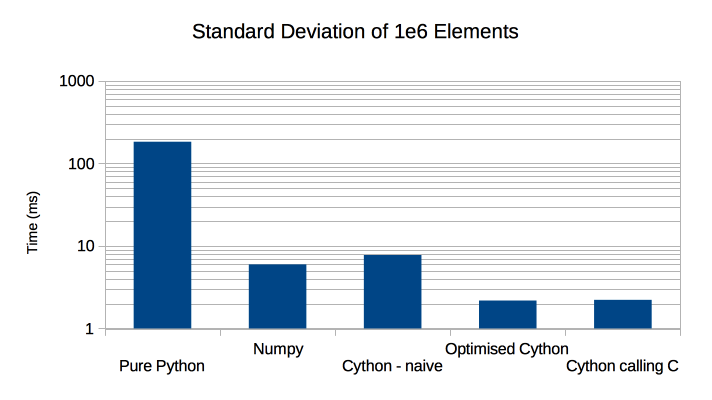 Standard Deviation of 1e6 Elements
1000
100
10
1
Time (ms)
Pure Python
Numpy
Cython - naive
Optimised Cython
Cython calling C